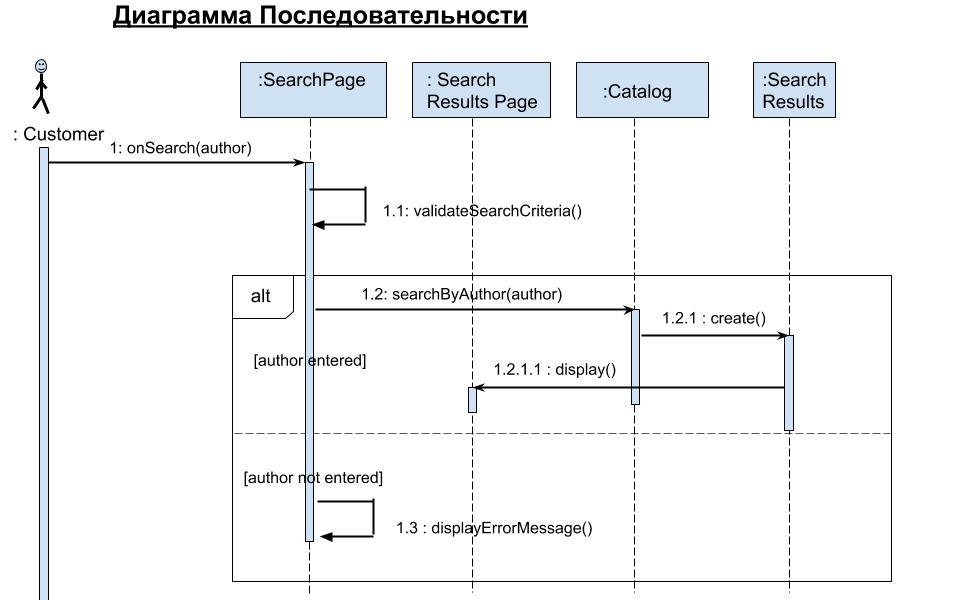 Диаграмма Последовательности
:SearchPage
: Search
Results Page
:Catalog
:Search
Results
: Customer
1: onSearch(author)
1.1: validateSearchCriteria()
alt
1.2: searchByAuthor(author)
1.2.1 : create()
[author entered]
1.2.1.1 : display()
[author not entered]
1.3 : displayErrorMessage()